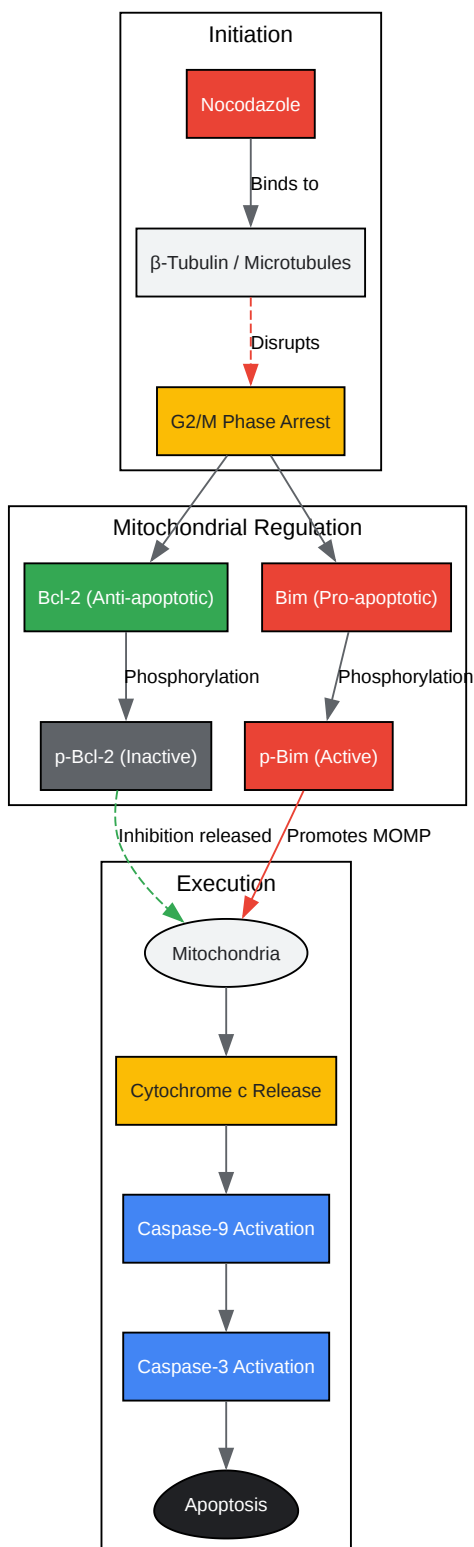 Initiation
Nocodazole
Binds to
β-Tubulin / Microtubules
Disrupts
G2/M Phase Arrest
Mitochondrial Regulation
Bcl-2 (Anti-apoptotic)
Bim (Pro-apoptotic)
Phosphorylation
Phosphorylation
p-Bcl-2 (Inactive)
p-Bim (Active)
Inhibition released
Promotes MOMP
Execution
Mitochondria
Cytochrome c Release
Caspase-9 Activation
Caspase-3 Activation
Apoptosis